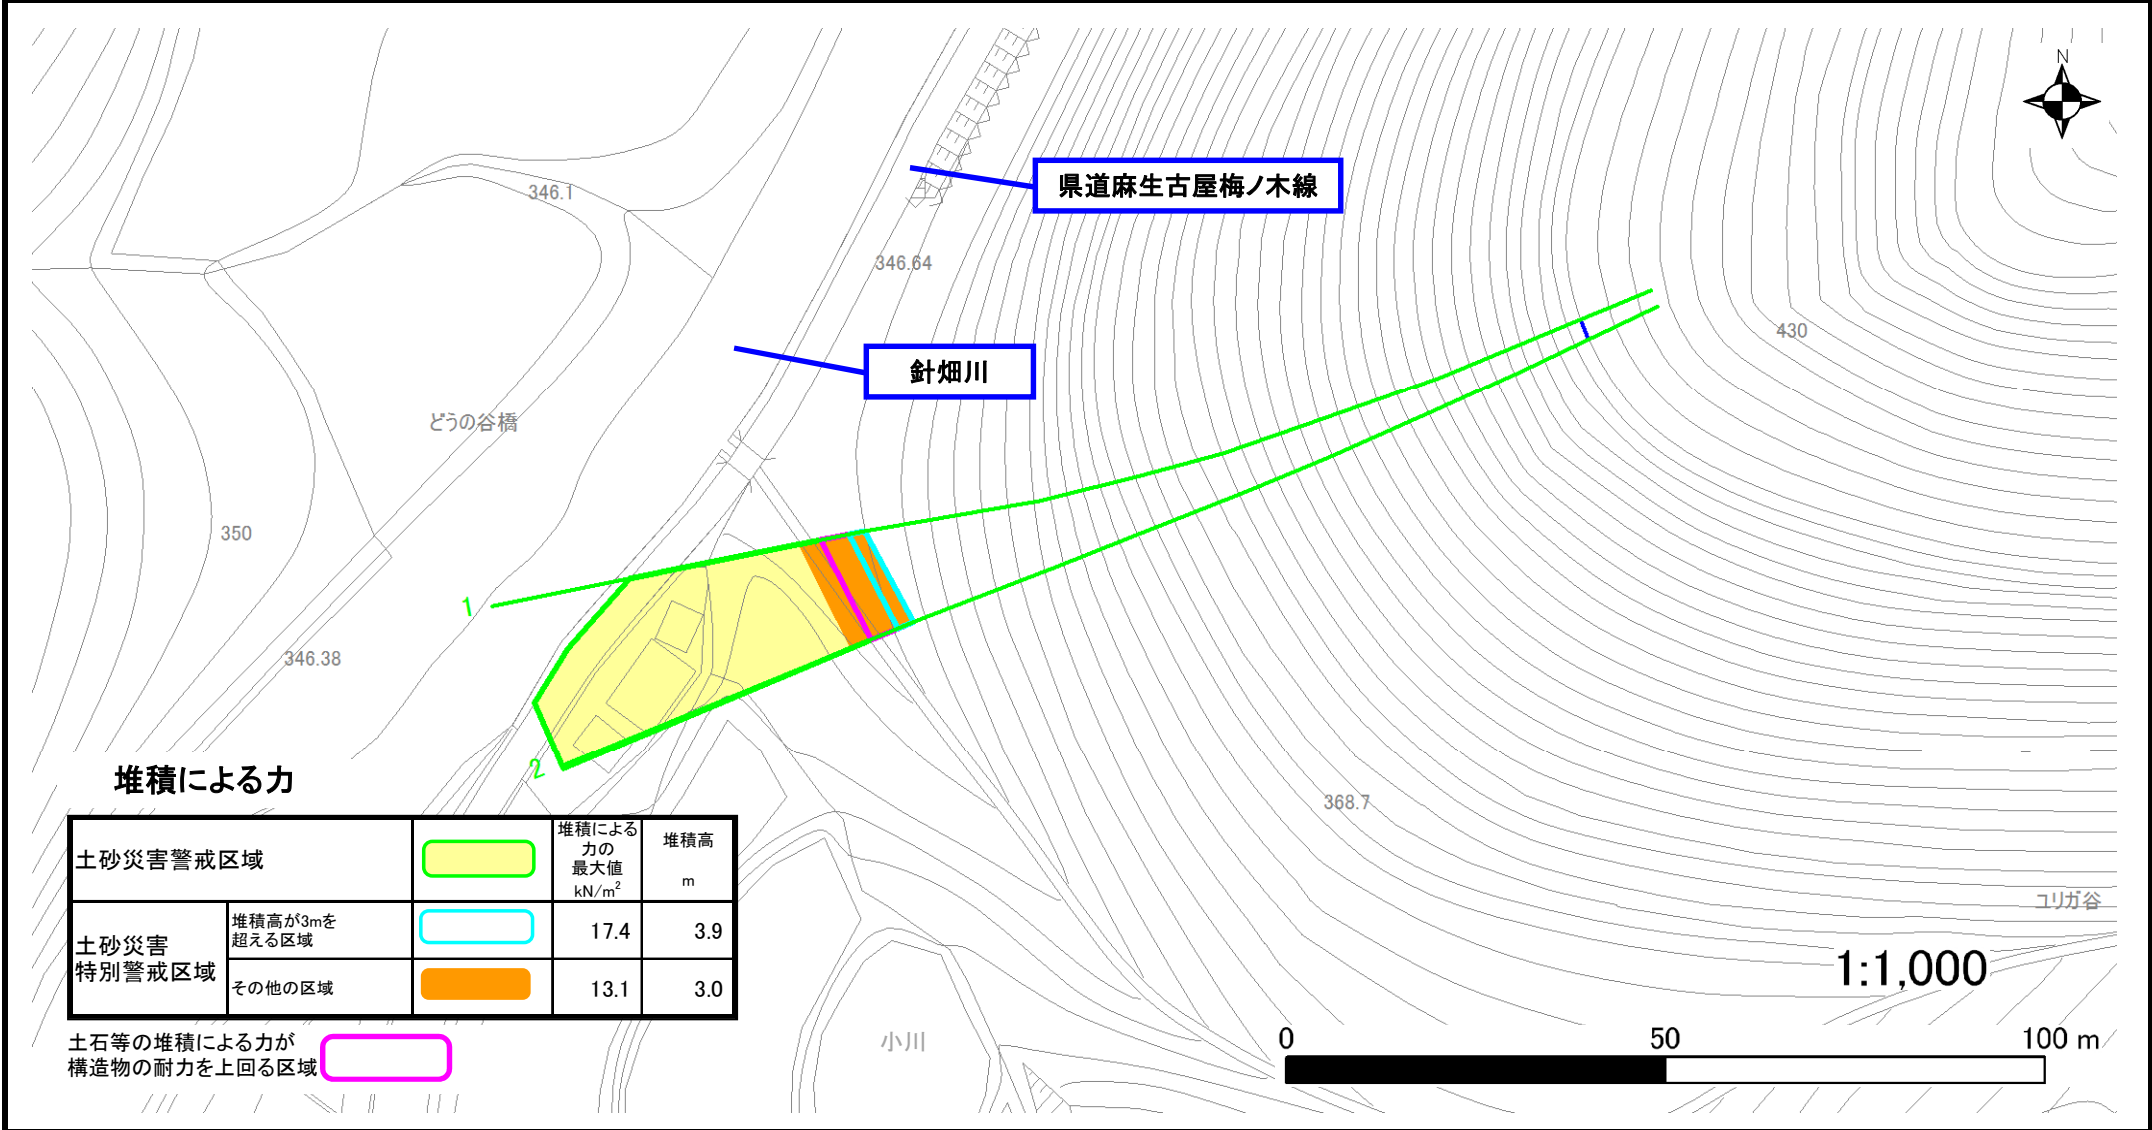 N
346.1
県道麻生古屋梅ノ木線
346.64
430
針畑川
どうの谷橋
350
1
346.38
2
368.7
堆積による力
土砂災害警戒区域
堆積による
力の
最大値
kN/m²
堆積高
m
土砂災害
特別警戒区域
堆積高が3mを
超える区域
17.4
3.9
その他の区域
13.1
3.0
土石等の堆積による力が
構造物の耐力を上回る区域
小川
ユリガ谷
1:1,000
0
50
100 m